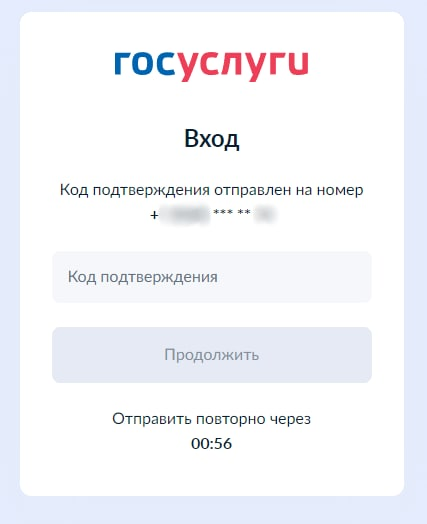 госуслуги
Вход
Код подтверждения отправлен на номер
+ *** **
Код подтверждения
Продолжить
Отправить повторно через
00:56